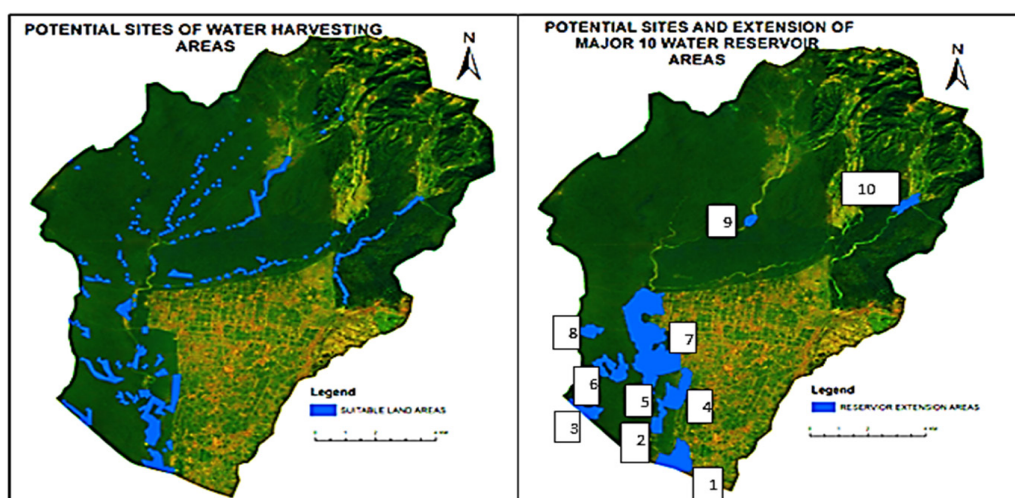 POTENTIAL SITES OF WATER HARVESTING
AREAS
N
Legend
SUITABLE LAND AREAS
POTENTIAL SITES AND EXTENSION OF
MAJOR 10 WATER RESERVOIR
AREAS
N
10
9
8
7
6
5
4
3
2
1
Legend
RESERVIOR EXTENSION AREAS